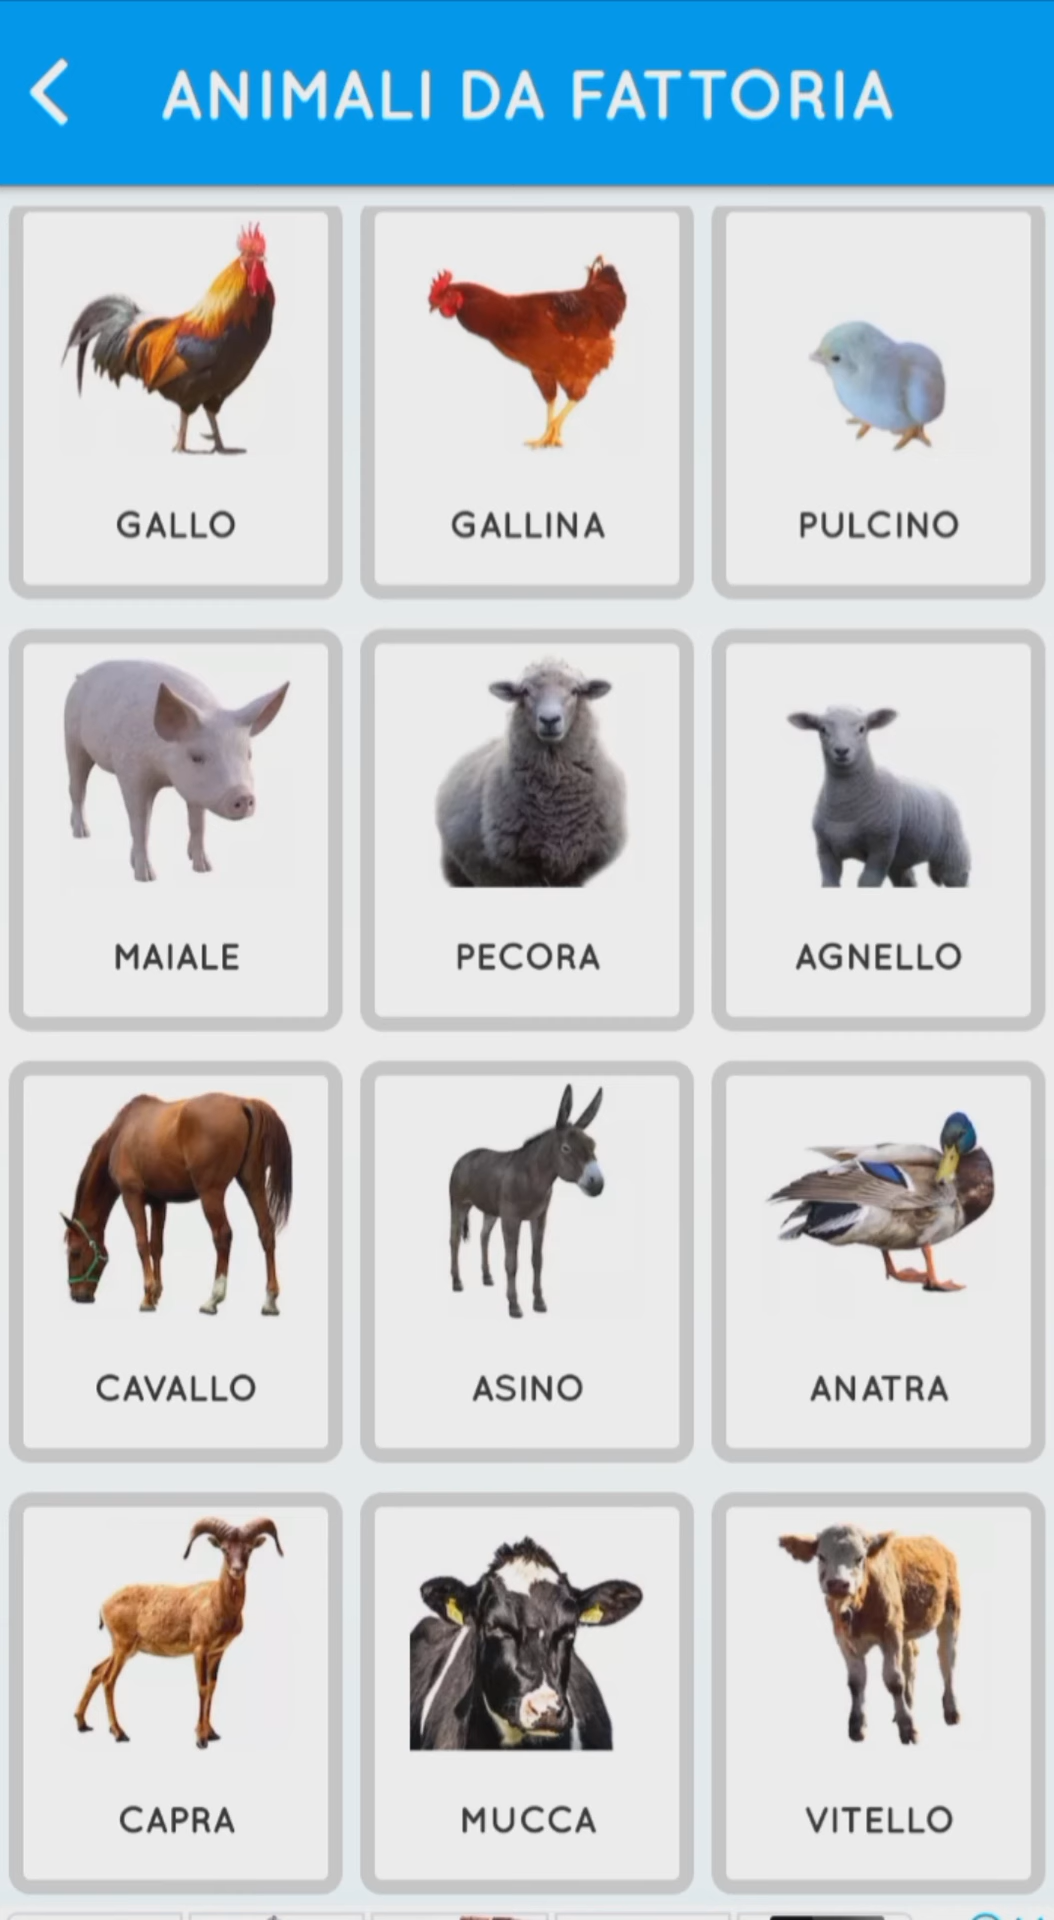 ANIMALI DA FATTORIA
GALLO
GALLINA
PULCINO
MAIALE
PECORA
AGNELLO
CAVALLO
ASINO
ANATRA
CAPRA
MUCCA
VITELLO